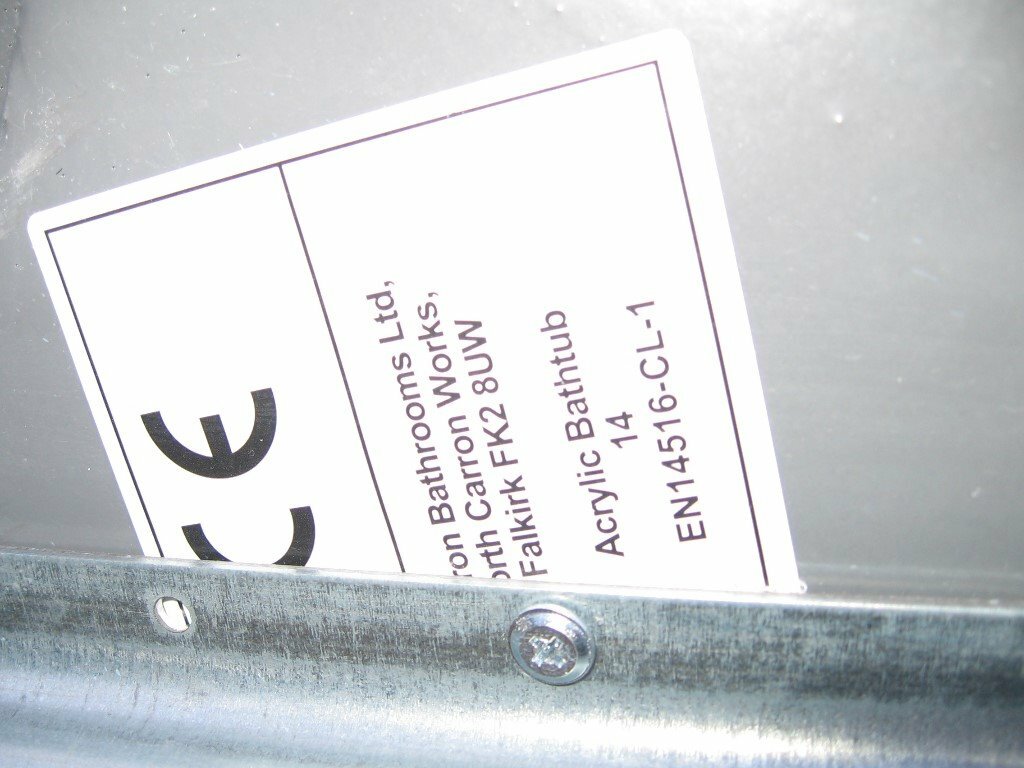 CE
Bathrooms Ltd,
Carron Works,
Falkirk FK2 8UW
Acrylic Bathtub
14
EN14516-CL-1